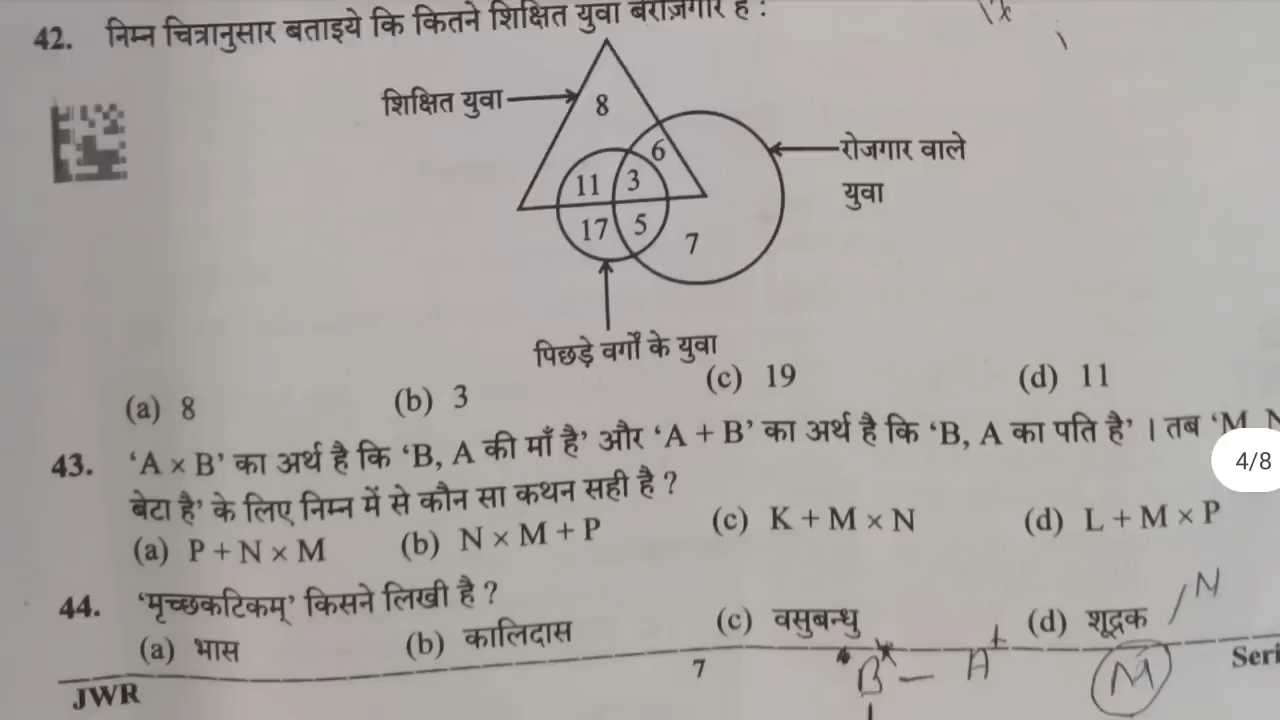 42. निम्न चित्रानुसार बताइये कि कितने शिक्षित युवा बेरोज़गार हैं :
शिक्षित युवा
8
6
रोजगार वाले
युवा
11 3
17 5
7
पिछड़े वर्गों के युवा
(a) 8 (b) 3 (c) 19 (d) 11
43. ‘A × B’ का अर्थ है कि ‘B, A की माँ है’ और ‘A + B’ का अर्थ है कि ‘B, A का पति है’ । तब ‘M N
बेटा है’ के लिए निम्न में से कौन सा कथन सही है ?
(a) P + N × M (b) N × M + P (c) K + M × N (d) L + M × P
44. ‘मृच्छकटिकम्’ किसने लिखी है ?
(a) भास (b) कालिदास (c) वसुबन्धु (d) शूद्रक
N
B – A +
M
JWR 7 Seri
4/8